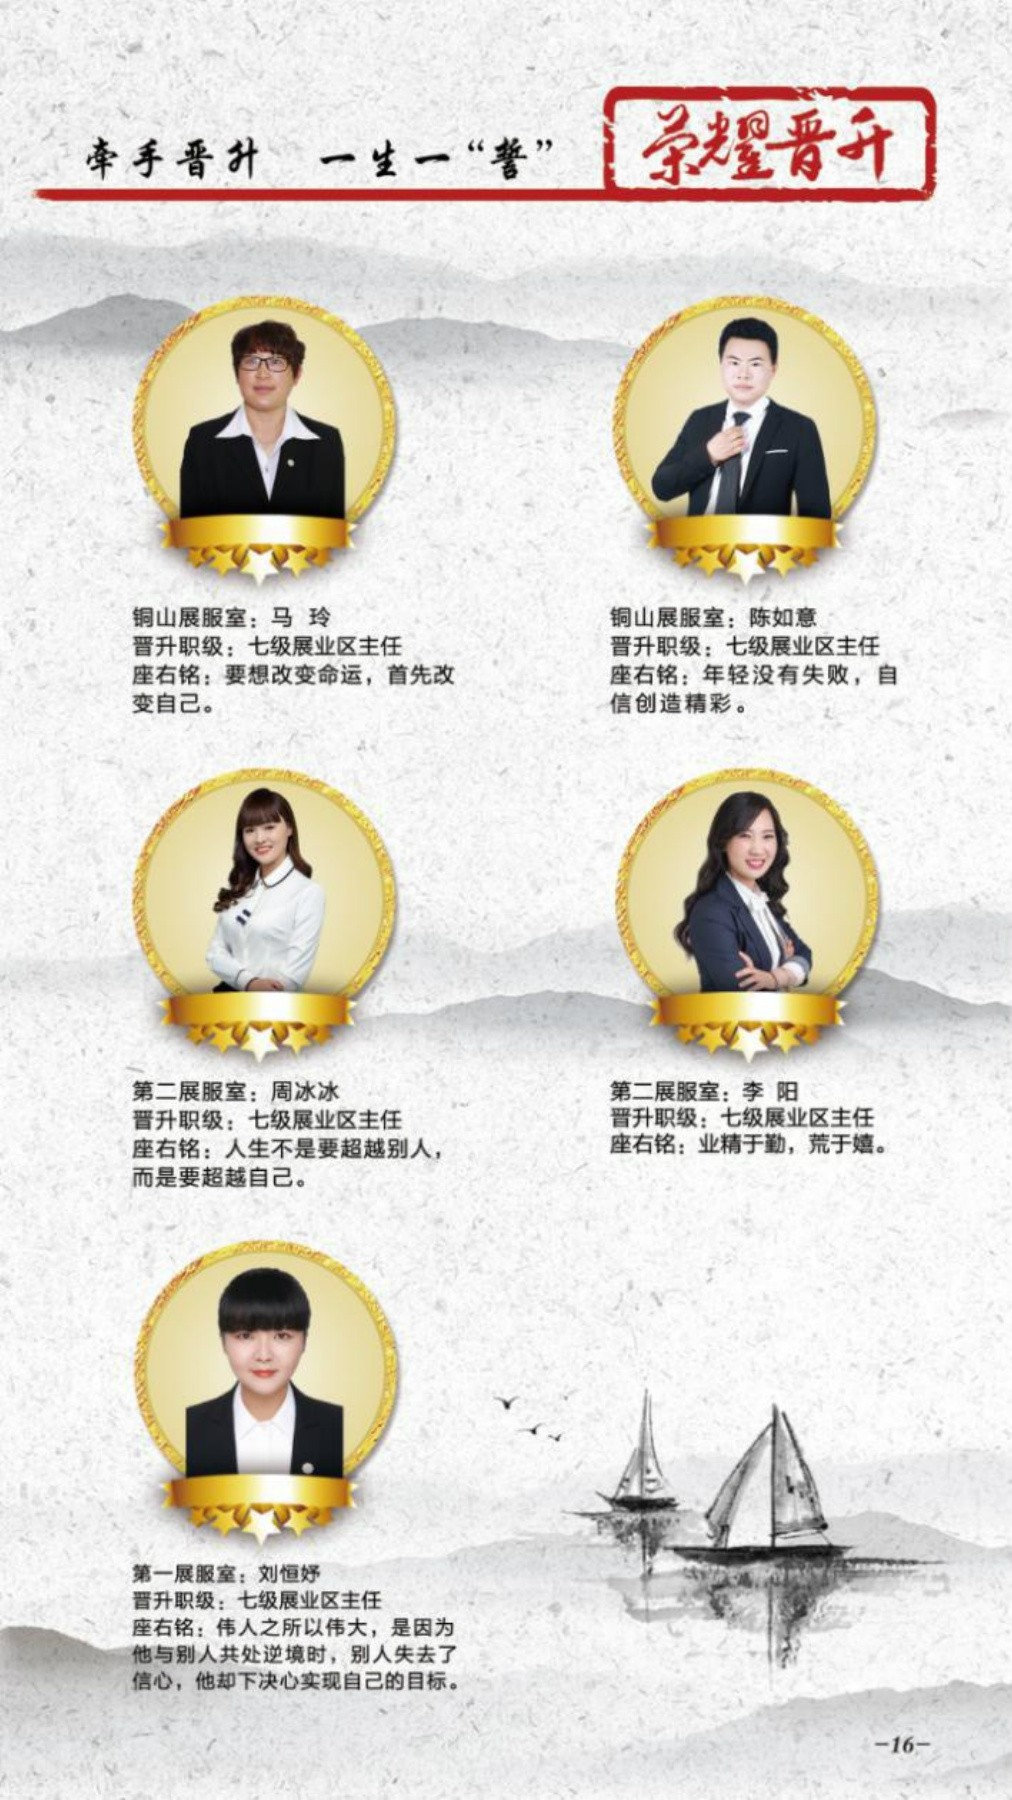 牵手晋升 一生一“誓”
荣耀晋升
铜山展服室：马 玲
晋升职级：七级展业区主任
座右铭：要想改变命运，首先改
变自己。
铜山展服室：陈如意
晋升职级：七级展业区主任
座右铭：年轻没有失败，自
信创造精彩。
第二展服室：周冰冰
晋升职级：七级展业区主任
座右铭：人生不是要超越别人，
而是要超越自己。
第二展服室：李 阳
晋升职级：七级展业区主任
座右铭：业精于勤，荒于嬉。
第一展服室：刘恒妤
晋升职级：七级展业区主任
座右铭：伟人之所以伟大，是因为
他与别人共处逆境时，别人失去了
信心，他却下决心实现自己的目标。
-16-